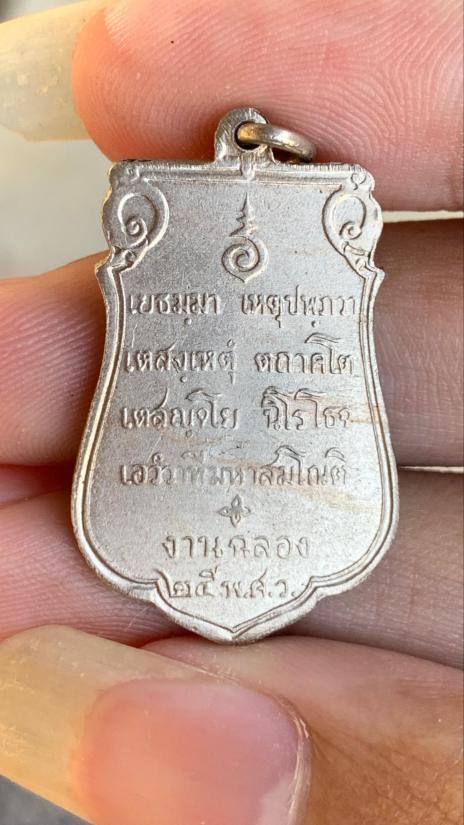 เยธมฺมา เหตุปพฺภวา
เตสํเหตุํ ตถาคโต
เตสญฺจโย นิโรโธจ
เอวํวาทีมหาสมโณติ
งานฉลอง
๒๕ พ.ศ.ว.